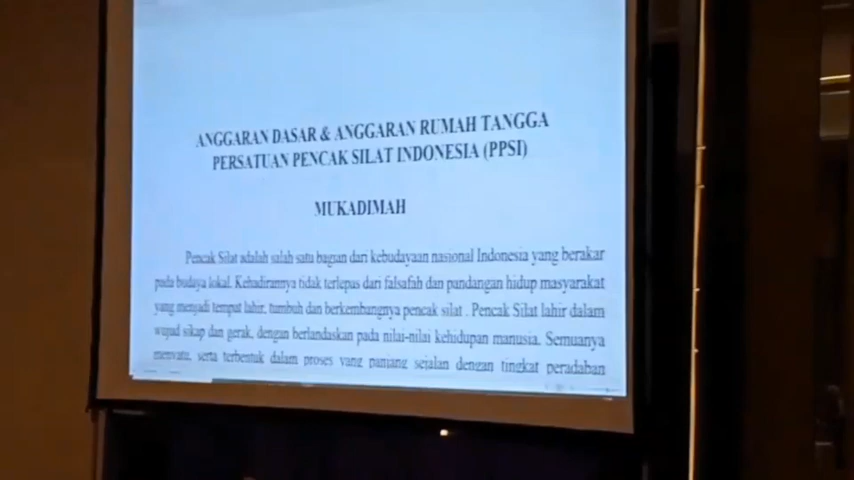 ANGGARAN DASAR & ANGGARAN RUMAH TANGGA
PERSATUAN PENCAK SILAT INDONESIA (PPSI)
MUKADIMAH
Pencak Silat adalah salah satu bagian dari kebudayaan nasional Indonesia yang berakar
pada budaya lokal. Kehadirannya tidak terlepas dari falsafah dan pandangan hidup masyarakat
yang menjadi tempat lahir, tumbuh dan berkembangnya pencak silat . Pencak Silat lahir dalam
wujud sikap dan gerak, dengan berlandaskan pada nilai-nilai kehidupan manusia. Semuanya
menyatu, serta terbentuk dalam proses yang panjang sejalan dengan tingkat peradaban